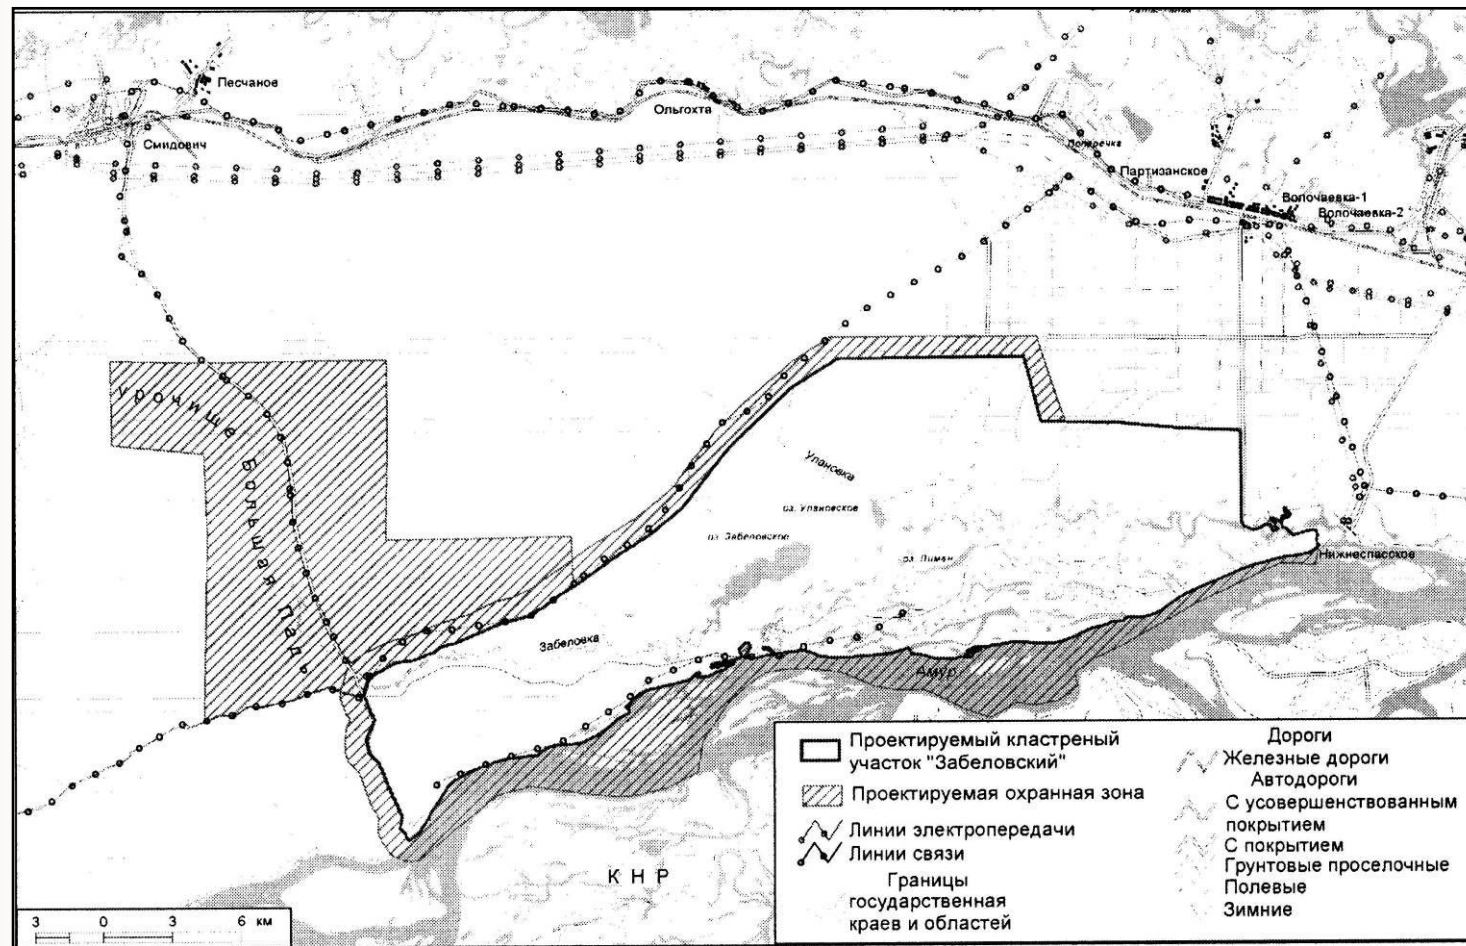 Песчаное
Ольгохта
Смидович
Поперечка
Партизанское
Волочаевка-1
Волочаевка-2
урочище Большая Падь
Улановка
оз. Улановское
оз. Забеловское
оз. Лиман
Нижнеспасское
Забеловка
Амур
КНР
Проектируемый кластреный
участок "Забеловский"
Проектируемая охранная зона
Линии электропередачи
Линии связи
Границы
государственная
краев и областей
Дороги
Железные дороги
Автодороги
С усовершенствованным
покрытием
С покрытием
Грунтовые проселочные
Полевые
Зимние
3 0 3 6 км